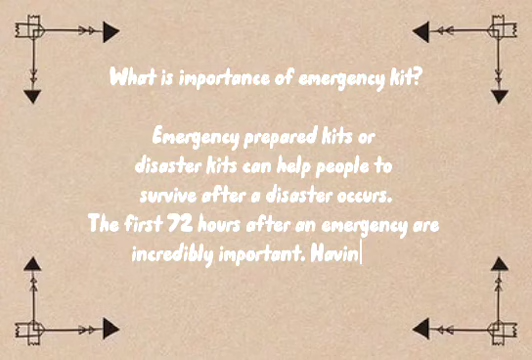 What is importance of emergency kit?
Emergency prepared kits or
disaster kits can help people to
survive after a disaster occurs.
The first 72 hours after an emergency are
incredibly important. Havin